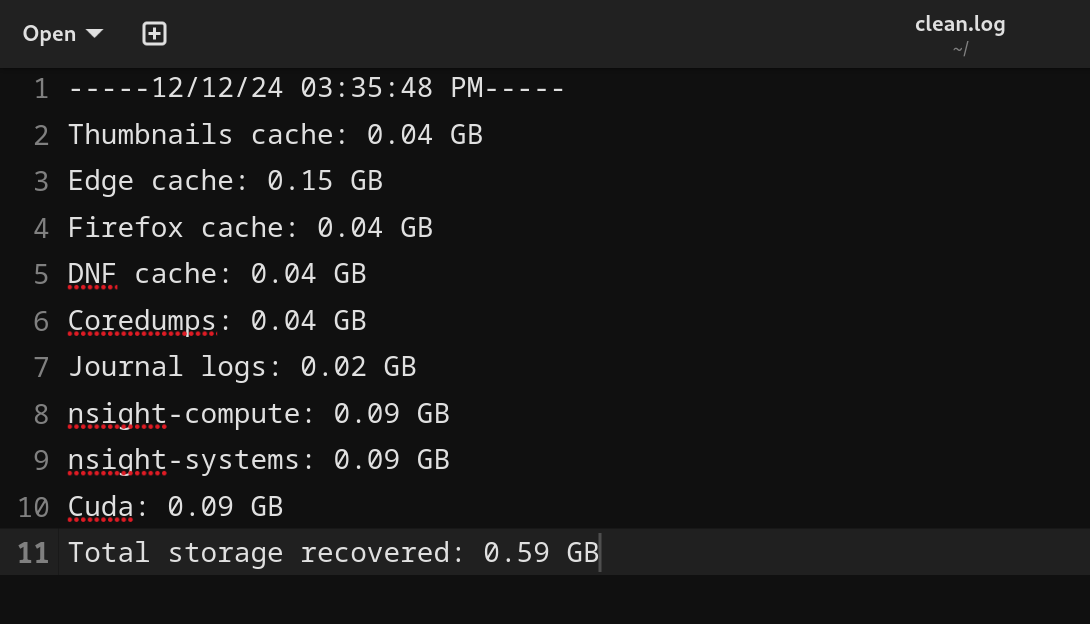 Open
clean.log
~/
1 -----12/12/24 03:35:48 PM-----
2 Thumbnails cache: 0.04 GB
3 Edge cache: 0.15 GB
4 Firefox cache: 0.04 GB
5 DNF cache: 0.04 GB
6 Coredumps: 0.04 GB
7 Journal logs: 0.02 GB
8 nsight-compute: 0.09 GB
9 nsight-systems: 0.09 GB
10 Cuda: 0.09 GB
11 Total storage recovered: 0.59 GB